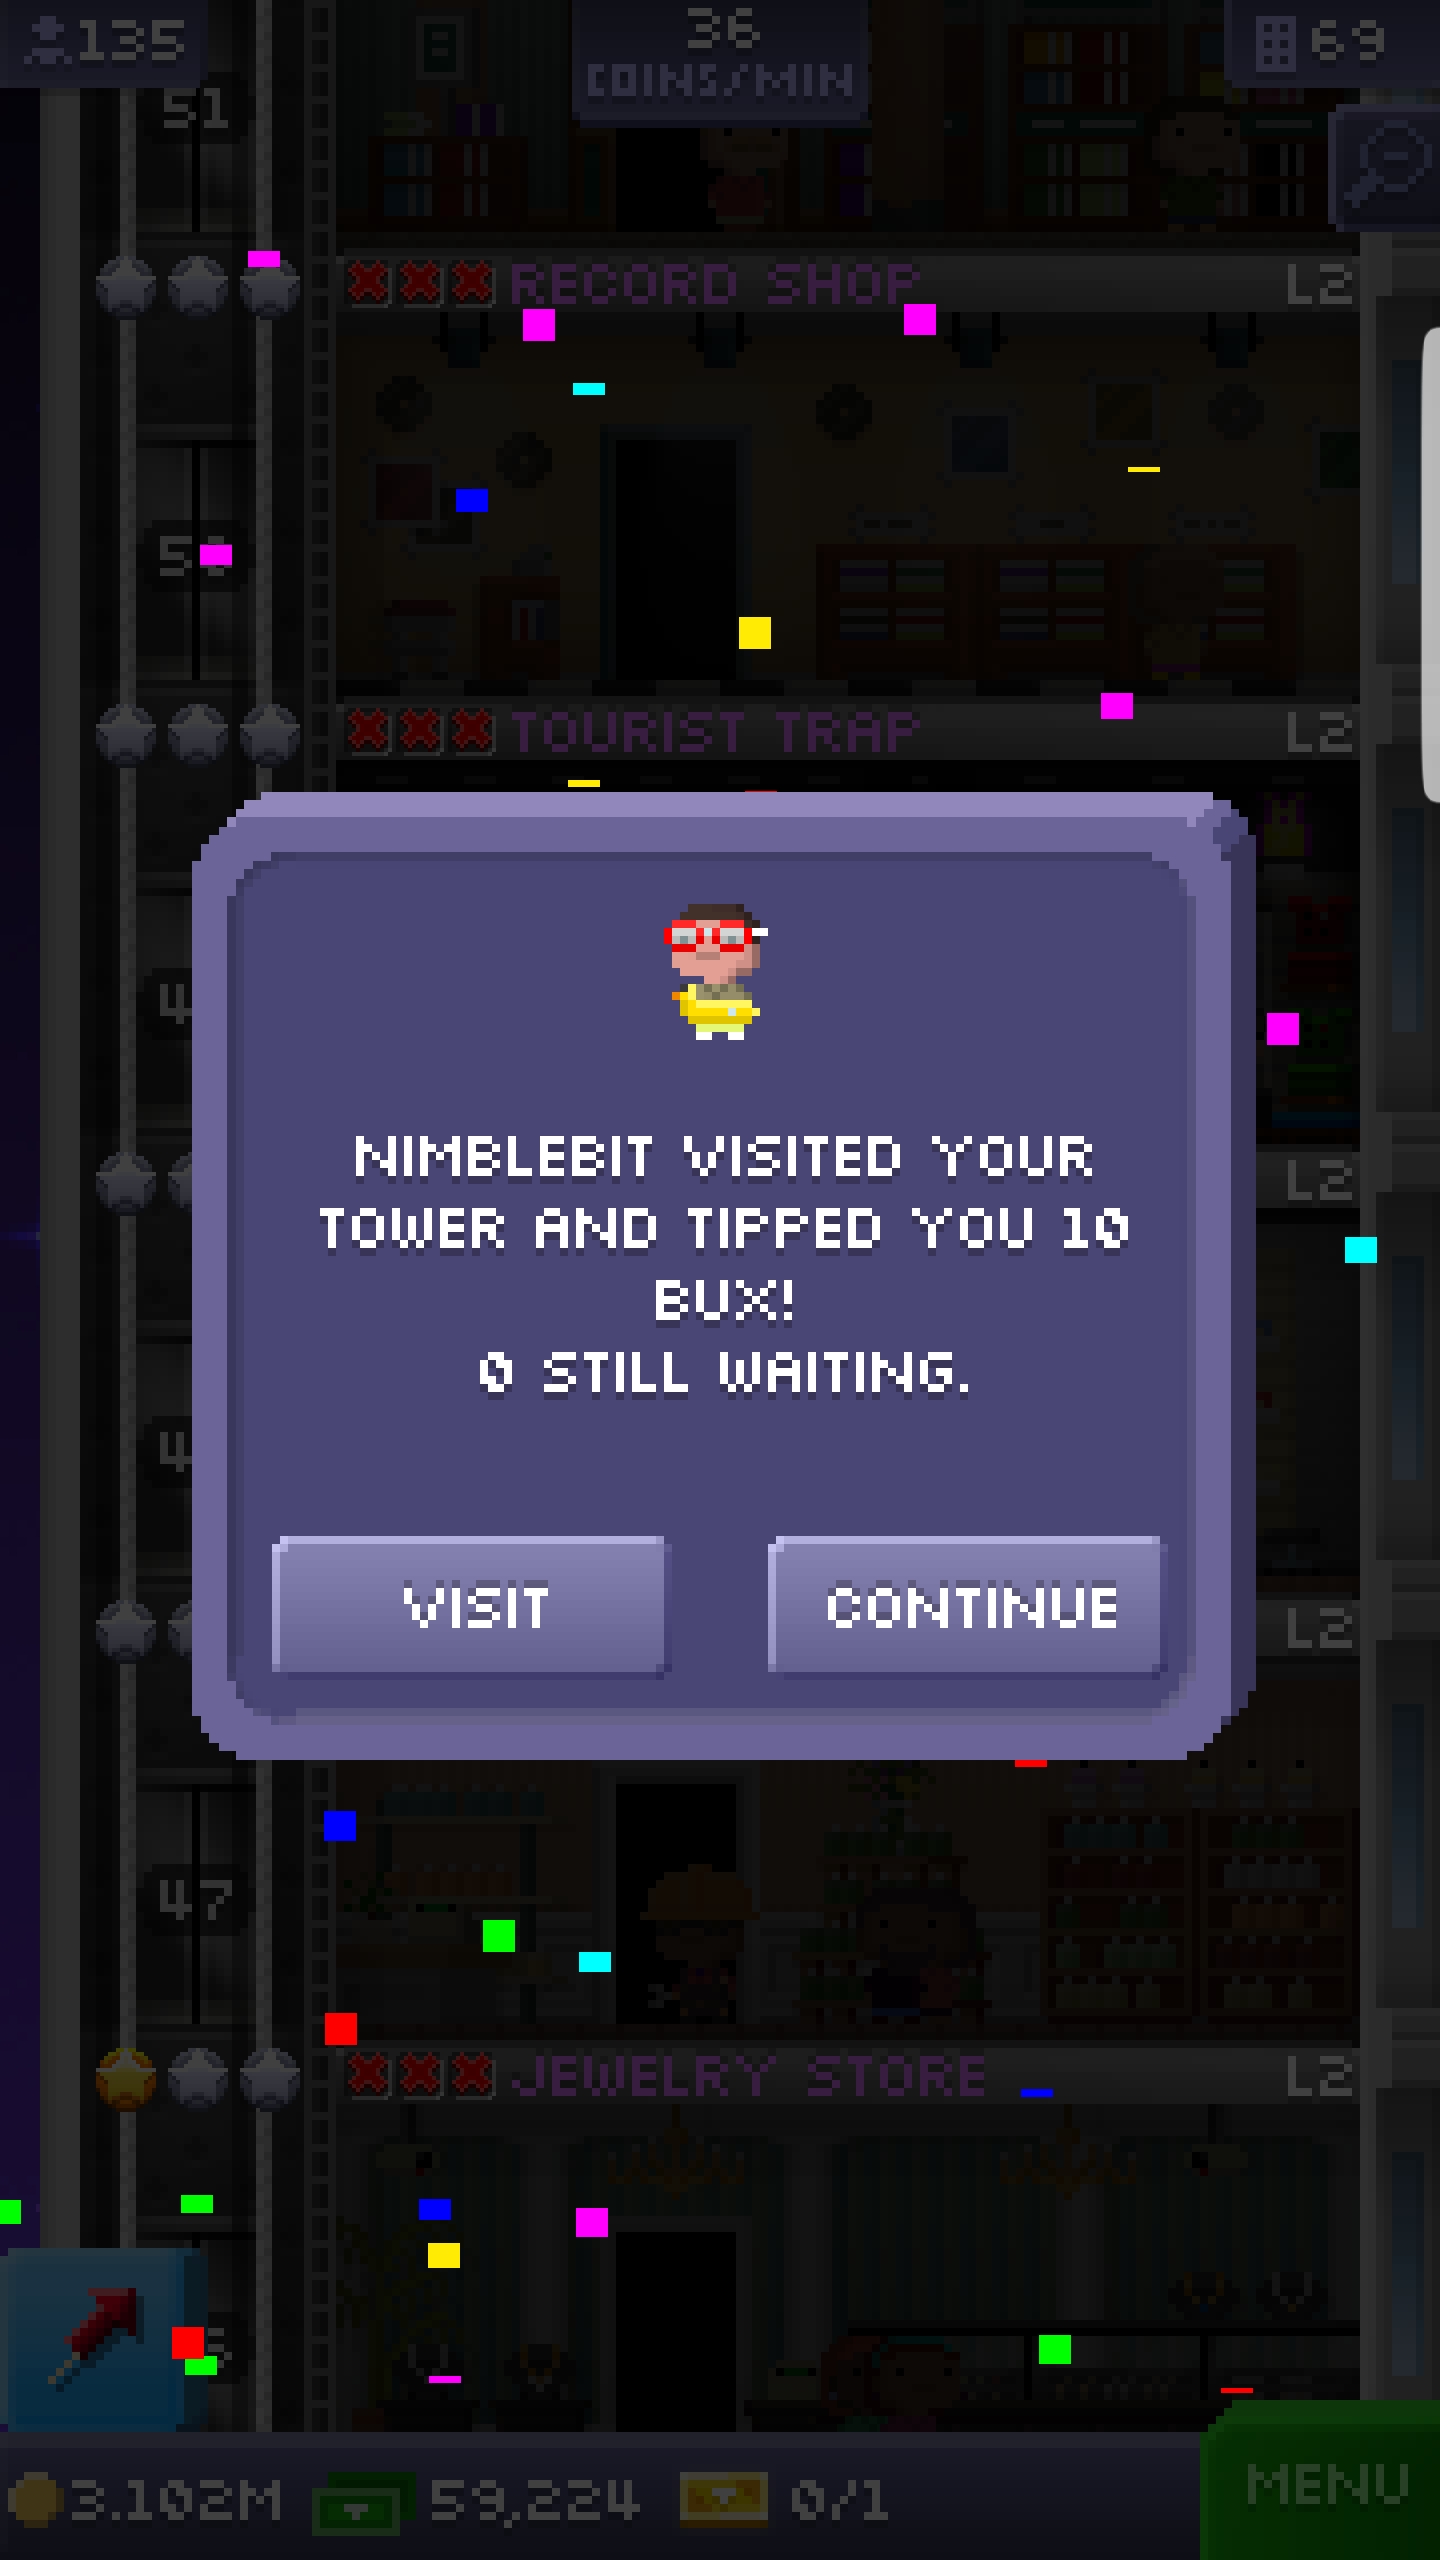 135
36
COINS/MIN
69
51
RECORD SHOP
L2
TOURIST TRAP
L2
L2
NIMBLEBIT VISITED YOUR
TOWER AND TIPPED YOU 10
BUX!
0 STILL WAITING.
VISIT
CONTINUE
L2
47
JEWELRY STORE
L2
3.102M
59,224
0/1
MENU